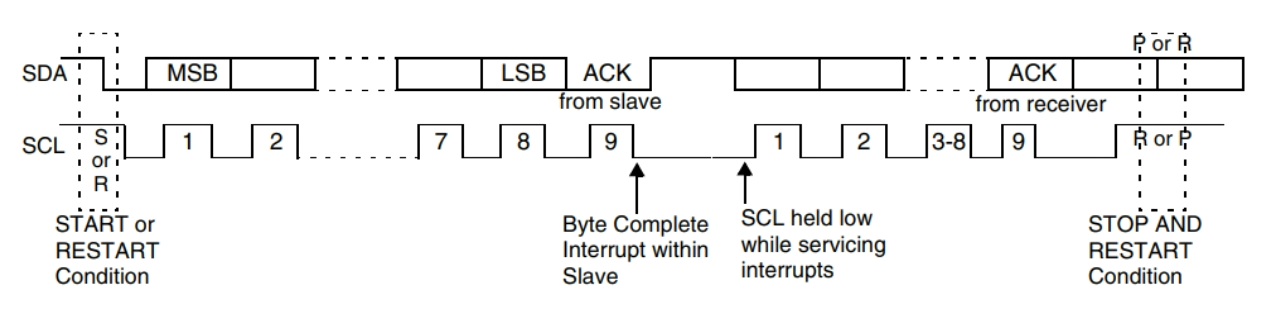 P or R
SDA MSB LSB ACK ACK
from slave from receiver
SCL S or R 1 2 7 8 9 1 2 3-8 9 R or P
START or
RESTART
Condition
Byte Complete
Interrupt within
Slave
SCL held low
while servicing
interrupts
STOP AND
RESTART
Condition